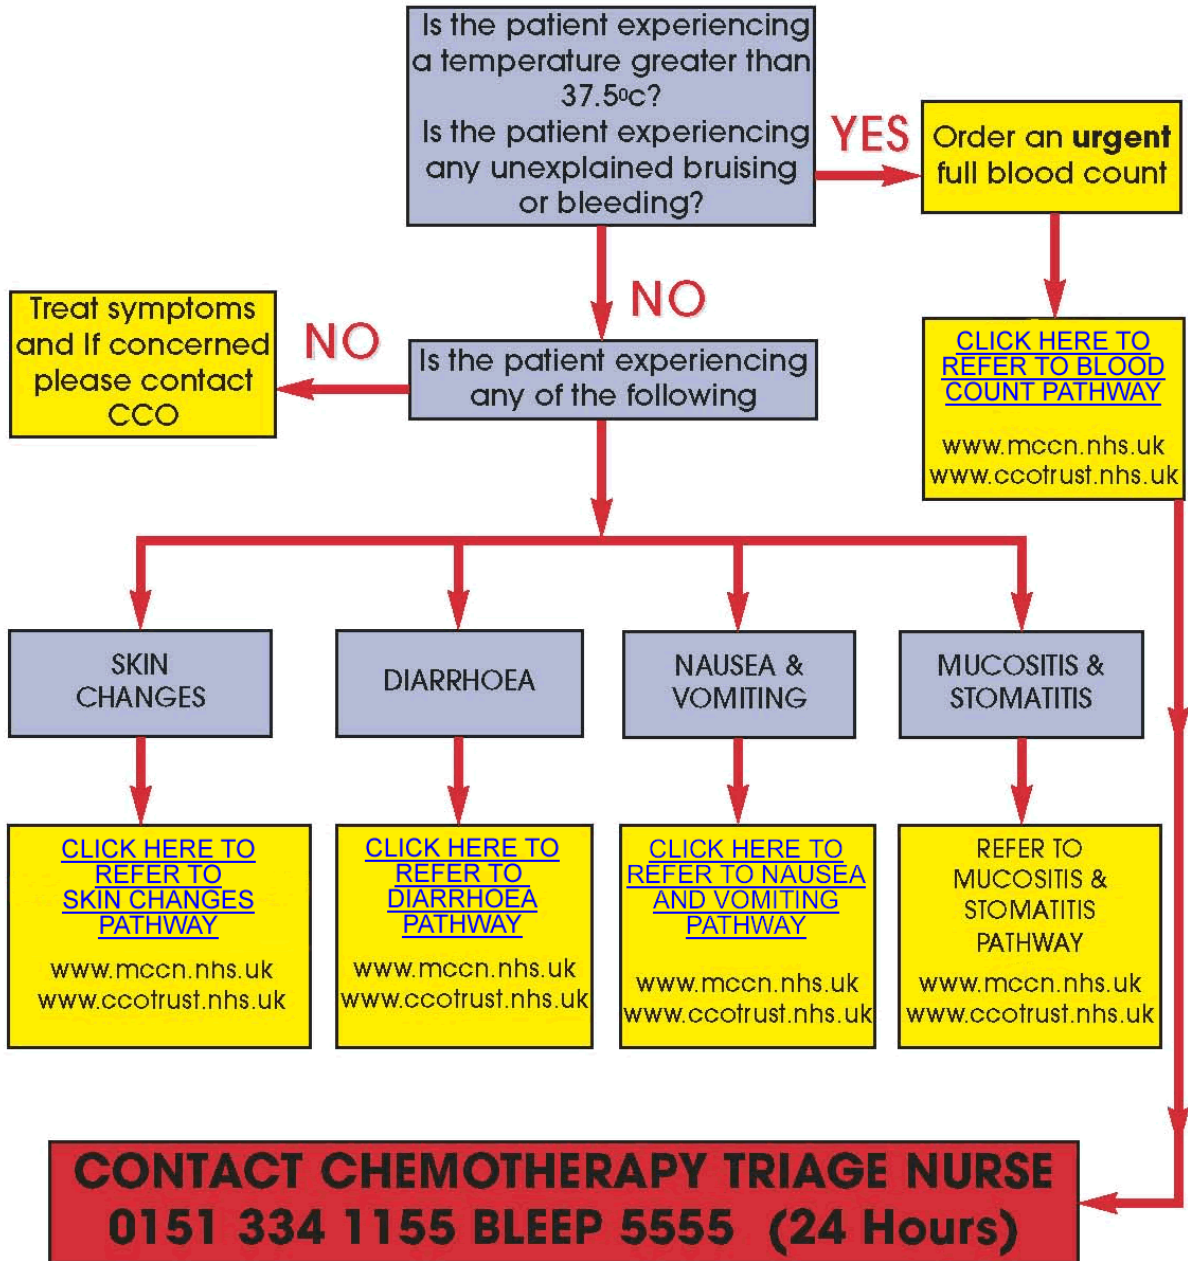 Is the patient experiencing
a temperature greater than
37.5⁰c?
Is the patient experiencing
any unexplained bruising
or bleeding?
YES
Order an urgent
full blood count
NO
CLICK HERE TO
REFER TO BLOOD
COUNT PATHWAY
www.mccn.nhs.uk
www.ccotrust.nhs.uk
Treat symptoms
and If concerned
please contact
CCO
NO
Is the patient experiencing
any of the following
SKIN
CHANGES
DIARRHOEA
NAUSEA &
VOMITING
MUCOSITIS &
STOMATITIS
CLICK HERE TO
REFER TO
SKIN CHANGES
PATHWAY
www.mccn.nhs.uk
www.ccotrust.nhs.uk
CLICK HERE TO
REFER TO
DIARRHOEA
PATHWAY
www.mccn.nhs.uk
www.ccotrust.nhs.uk
CLICK HERE TO
REFER TO NAUSEA
AND VOMITING
PATHWAY
www.mccn.nhs.uk
www.ccotrust.nhs.uk
REFER TO
MUCOSITIS &
STOMATITIS
PATHWAY
www.mccn.nhs.uk
www.ccotrust.nhs.uk
CONTACT CHEMOTHERAPY TRIAGE NURSE
0151 334 1155 BLEEP 5555 (24 Hours)